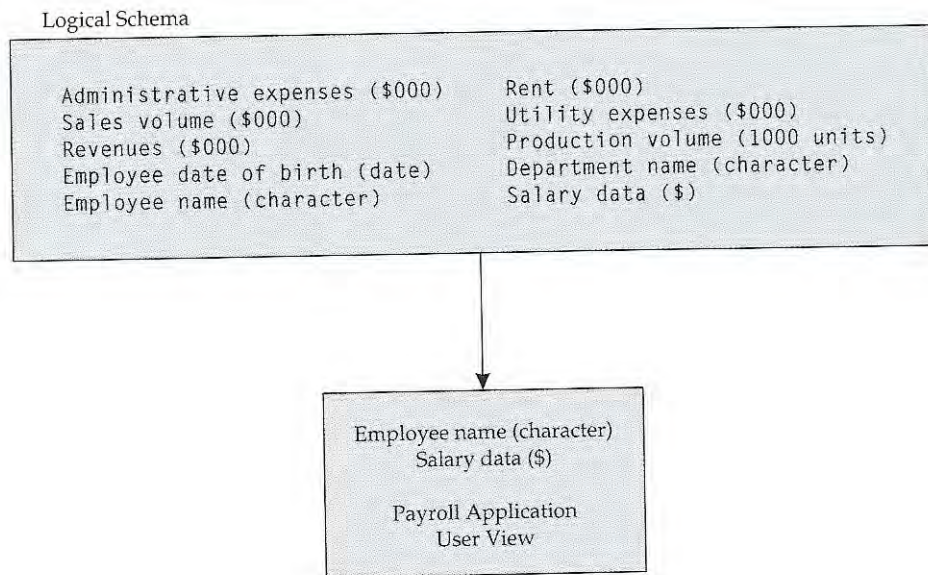 Logical Schema
Administrative expenses ($000)
Sales volume ($000)
Revenues ($000)
Employee date of birth (date)
Employee name (character)
Rent ($000)
Utility expenses ($000)
Production volume (1000 units)
Department name (character)
Salary data ($)
Employee name (character)
Salary data ($)
Payroll Application
User View